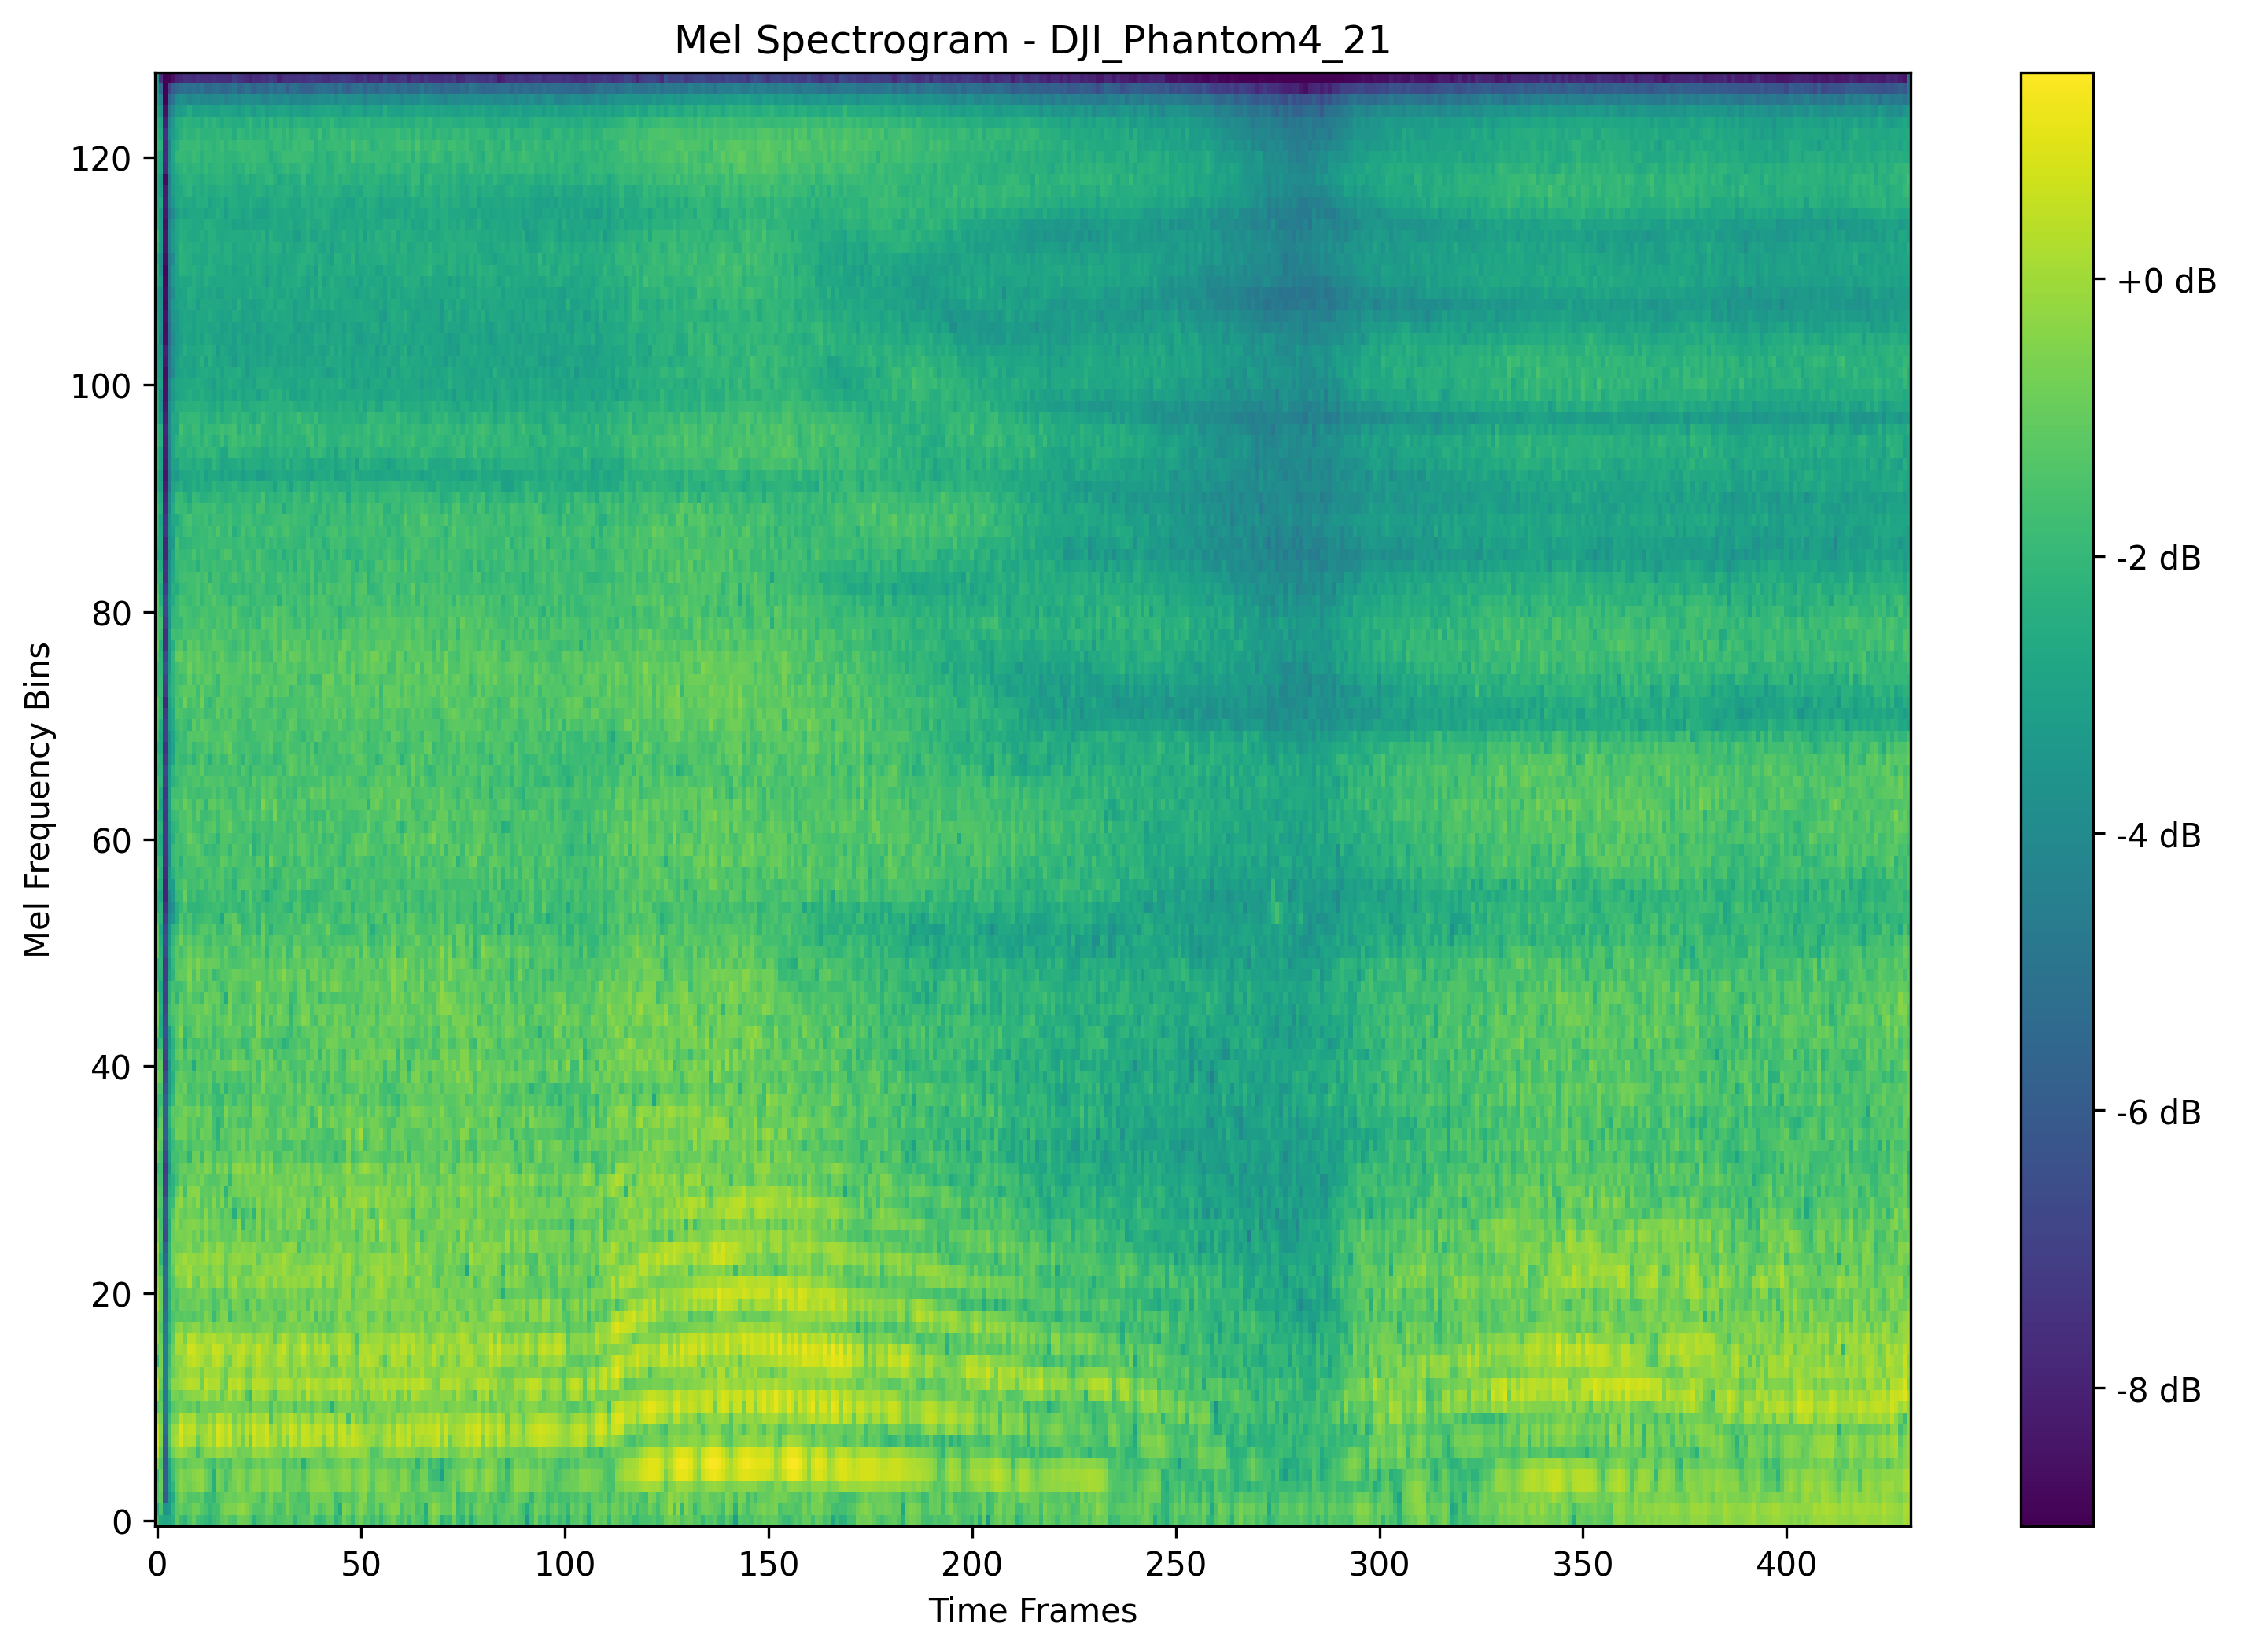 Mel Spectrogram - DJI_Phantom4_21
Mel Frequency Bins
120
100
80
60
40
20
0
0 50 100 150 200 250 300 350 400
Time Frames
+0 dB
-2 dB
-4 dB
-6 dB
-8 dB